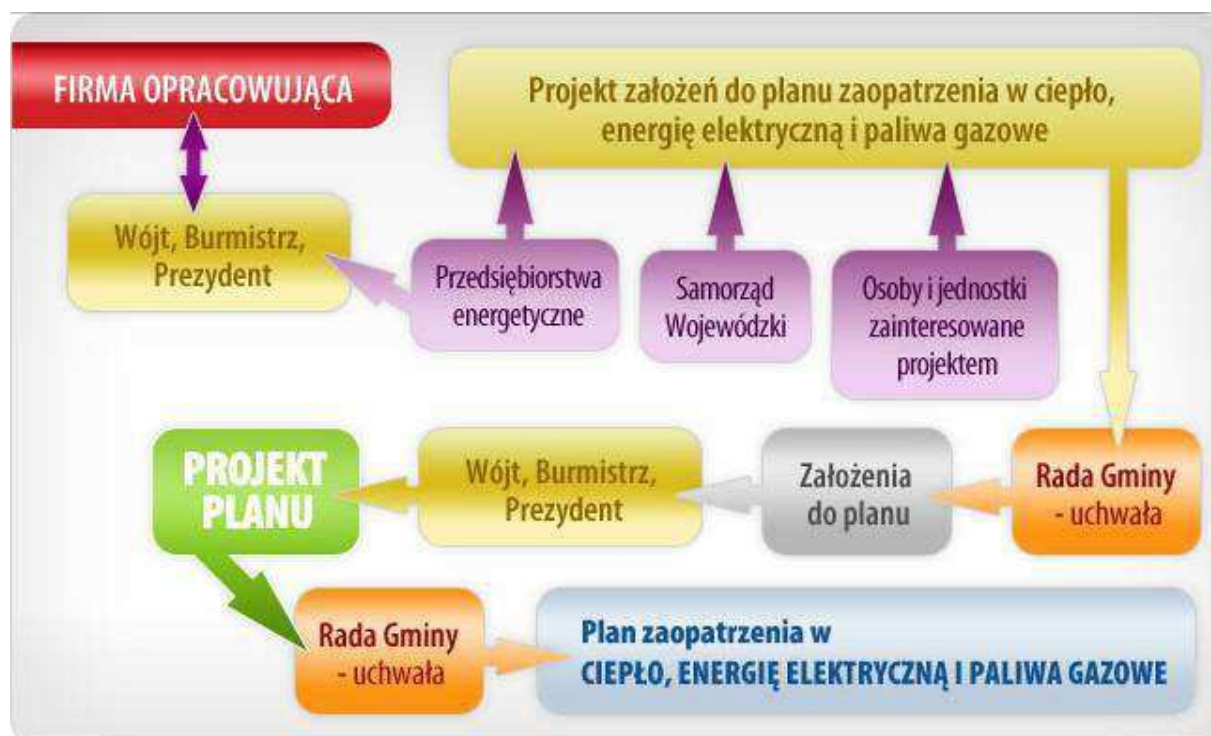 FIRMA OPRACOWUJĄCA
Projekt założeń do planu zaopatrzenia w ciepło,
energię elektryczną i paliwa gazowe
Wójt, Burmistrz,
Prezydent
Przedsiębiorstwa
energetyczne
Samorząd
Wojewódzki
Osoby i jednostki
zainteresowane
projektem
PROJEKT
PLANU
Wójt, Burmistrz,
Prezydent
Założenia
do planu
Rada Gminy
- uchwała
Rada Gminy
- uchwała
Plan zaopatrzenia w
CIEPŁO, ENERGIĘ ELEKTRYCZNĄ I PALIWA GAZOWE